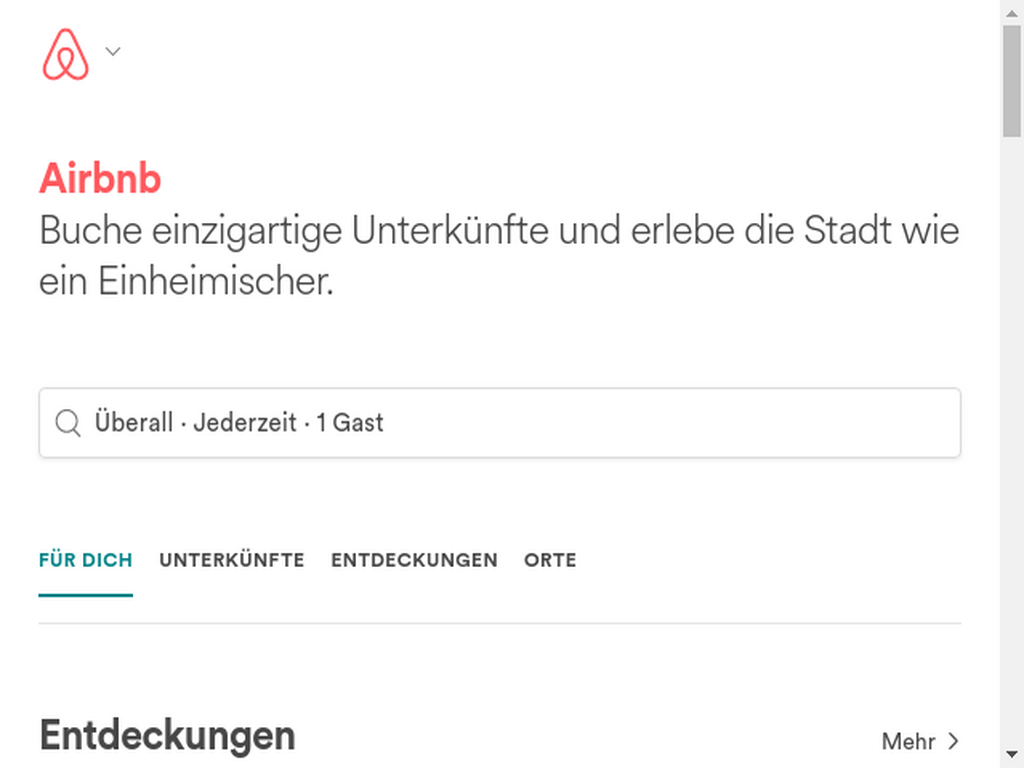 Airbnb
Buche einzigartige Unterkünfte und erlebe die Stadt wie
ein Einheimischer.
Überall · Jederzeit · 1 Gast
FÜR DICH UNTERKÜNFTE ENTDECKUNGEN ORTE
Entdeckungen Mehr